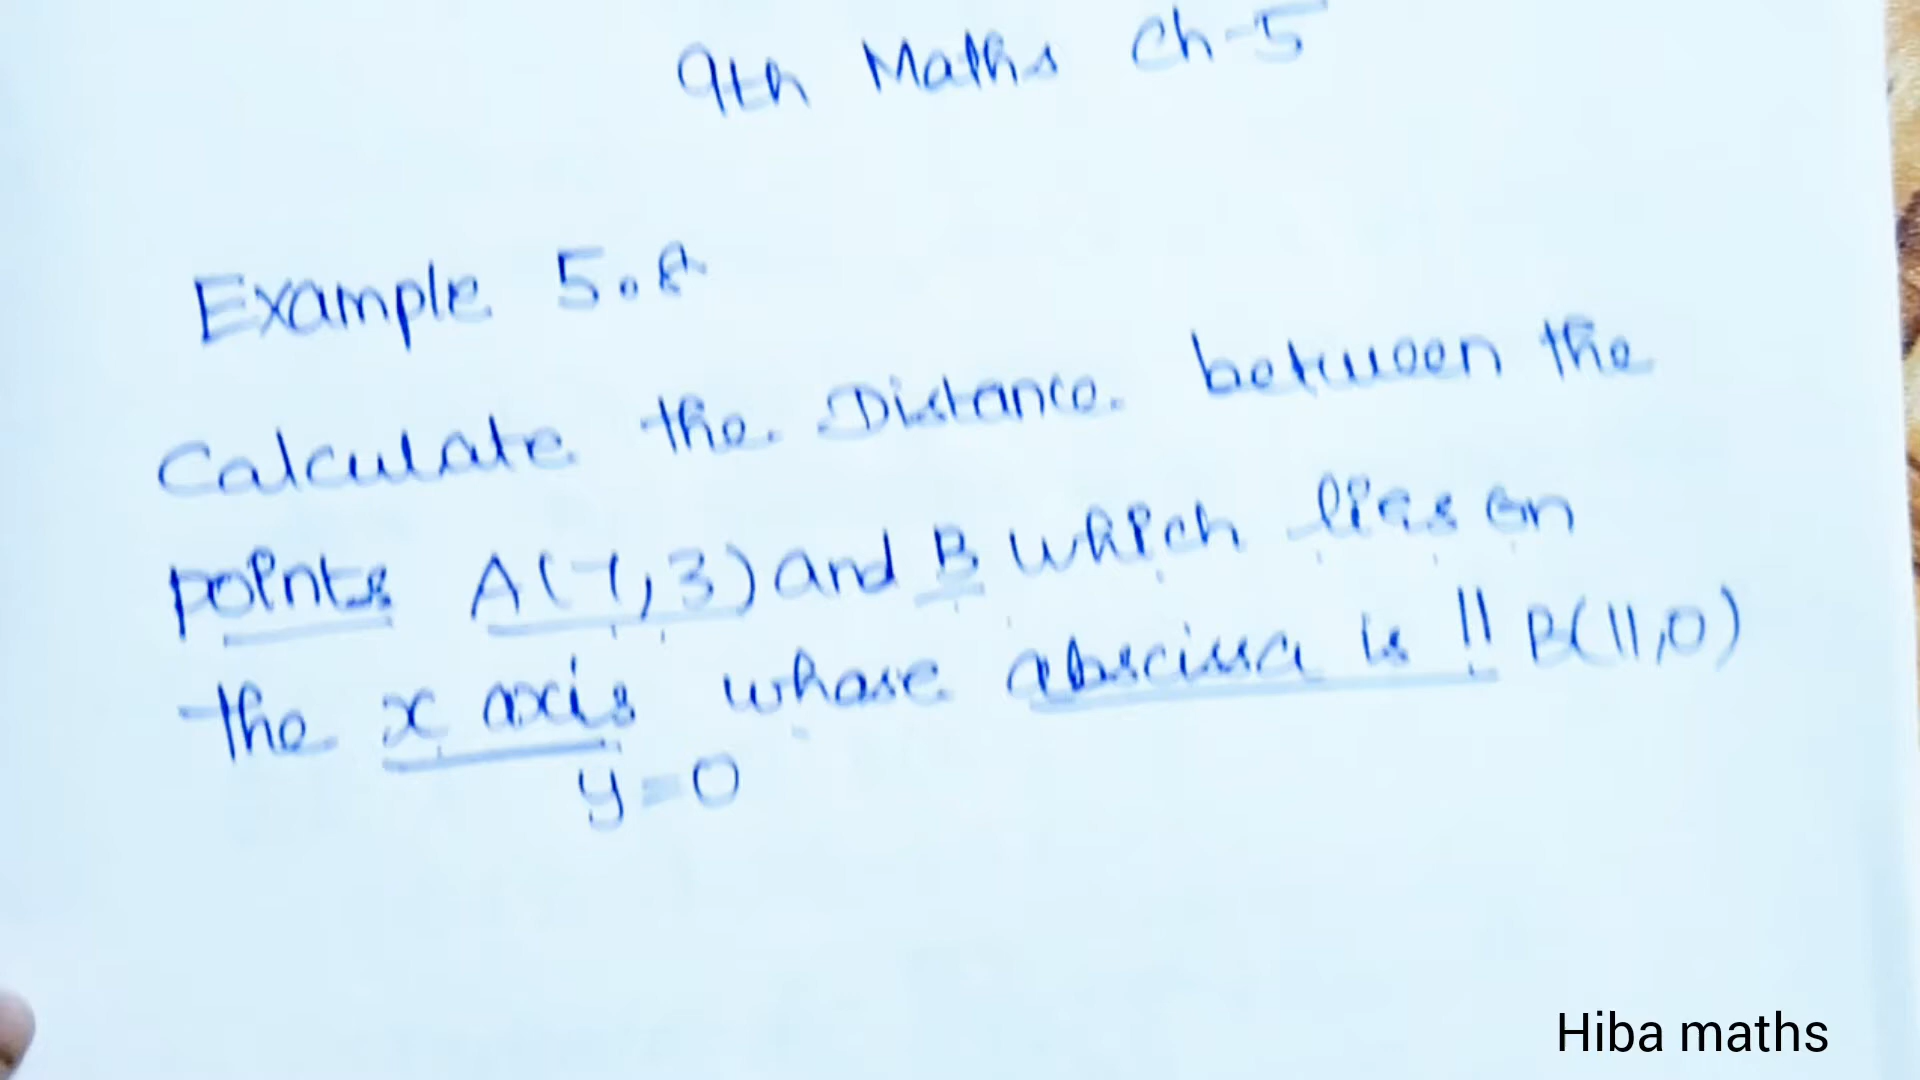 9th Maths Ch-5
Example 5.8
Calculate the Distance between the
points A(7,3) and B which lies on
the x axis whose abscissa is 11 B(11,0)
y=0
Hiba maths